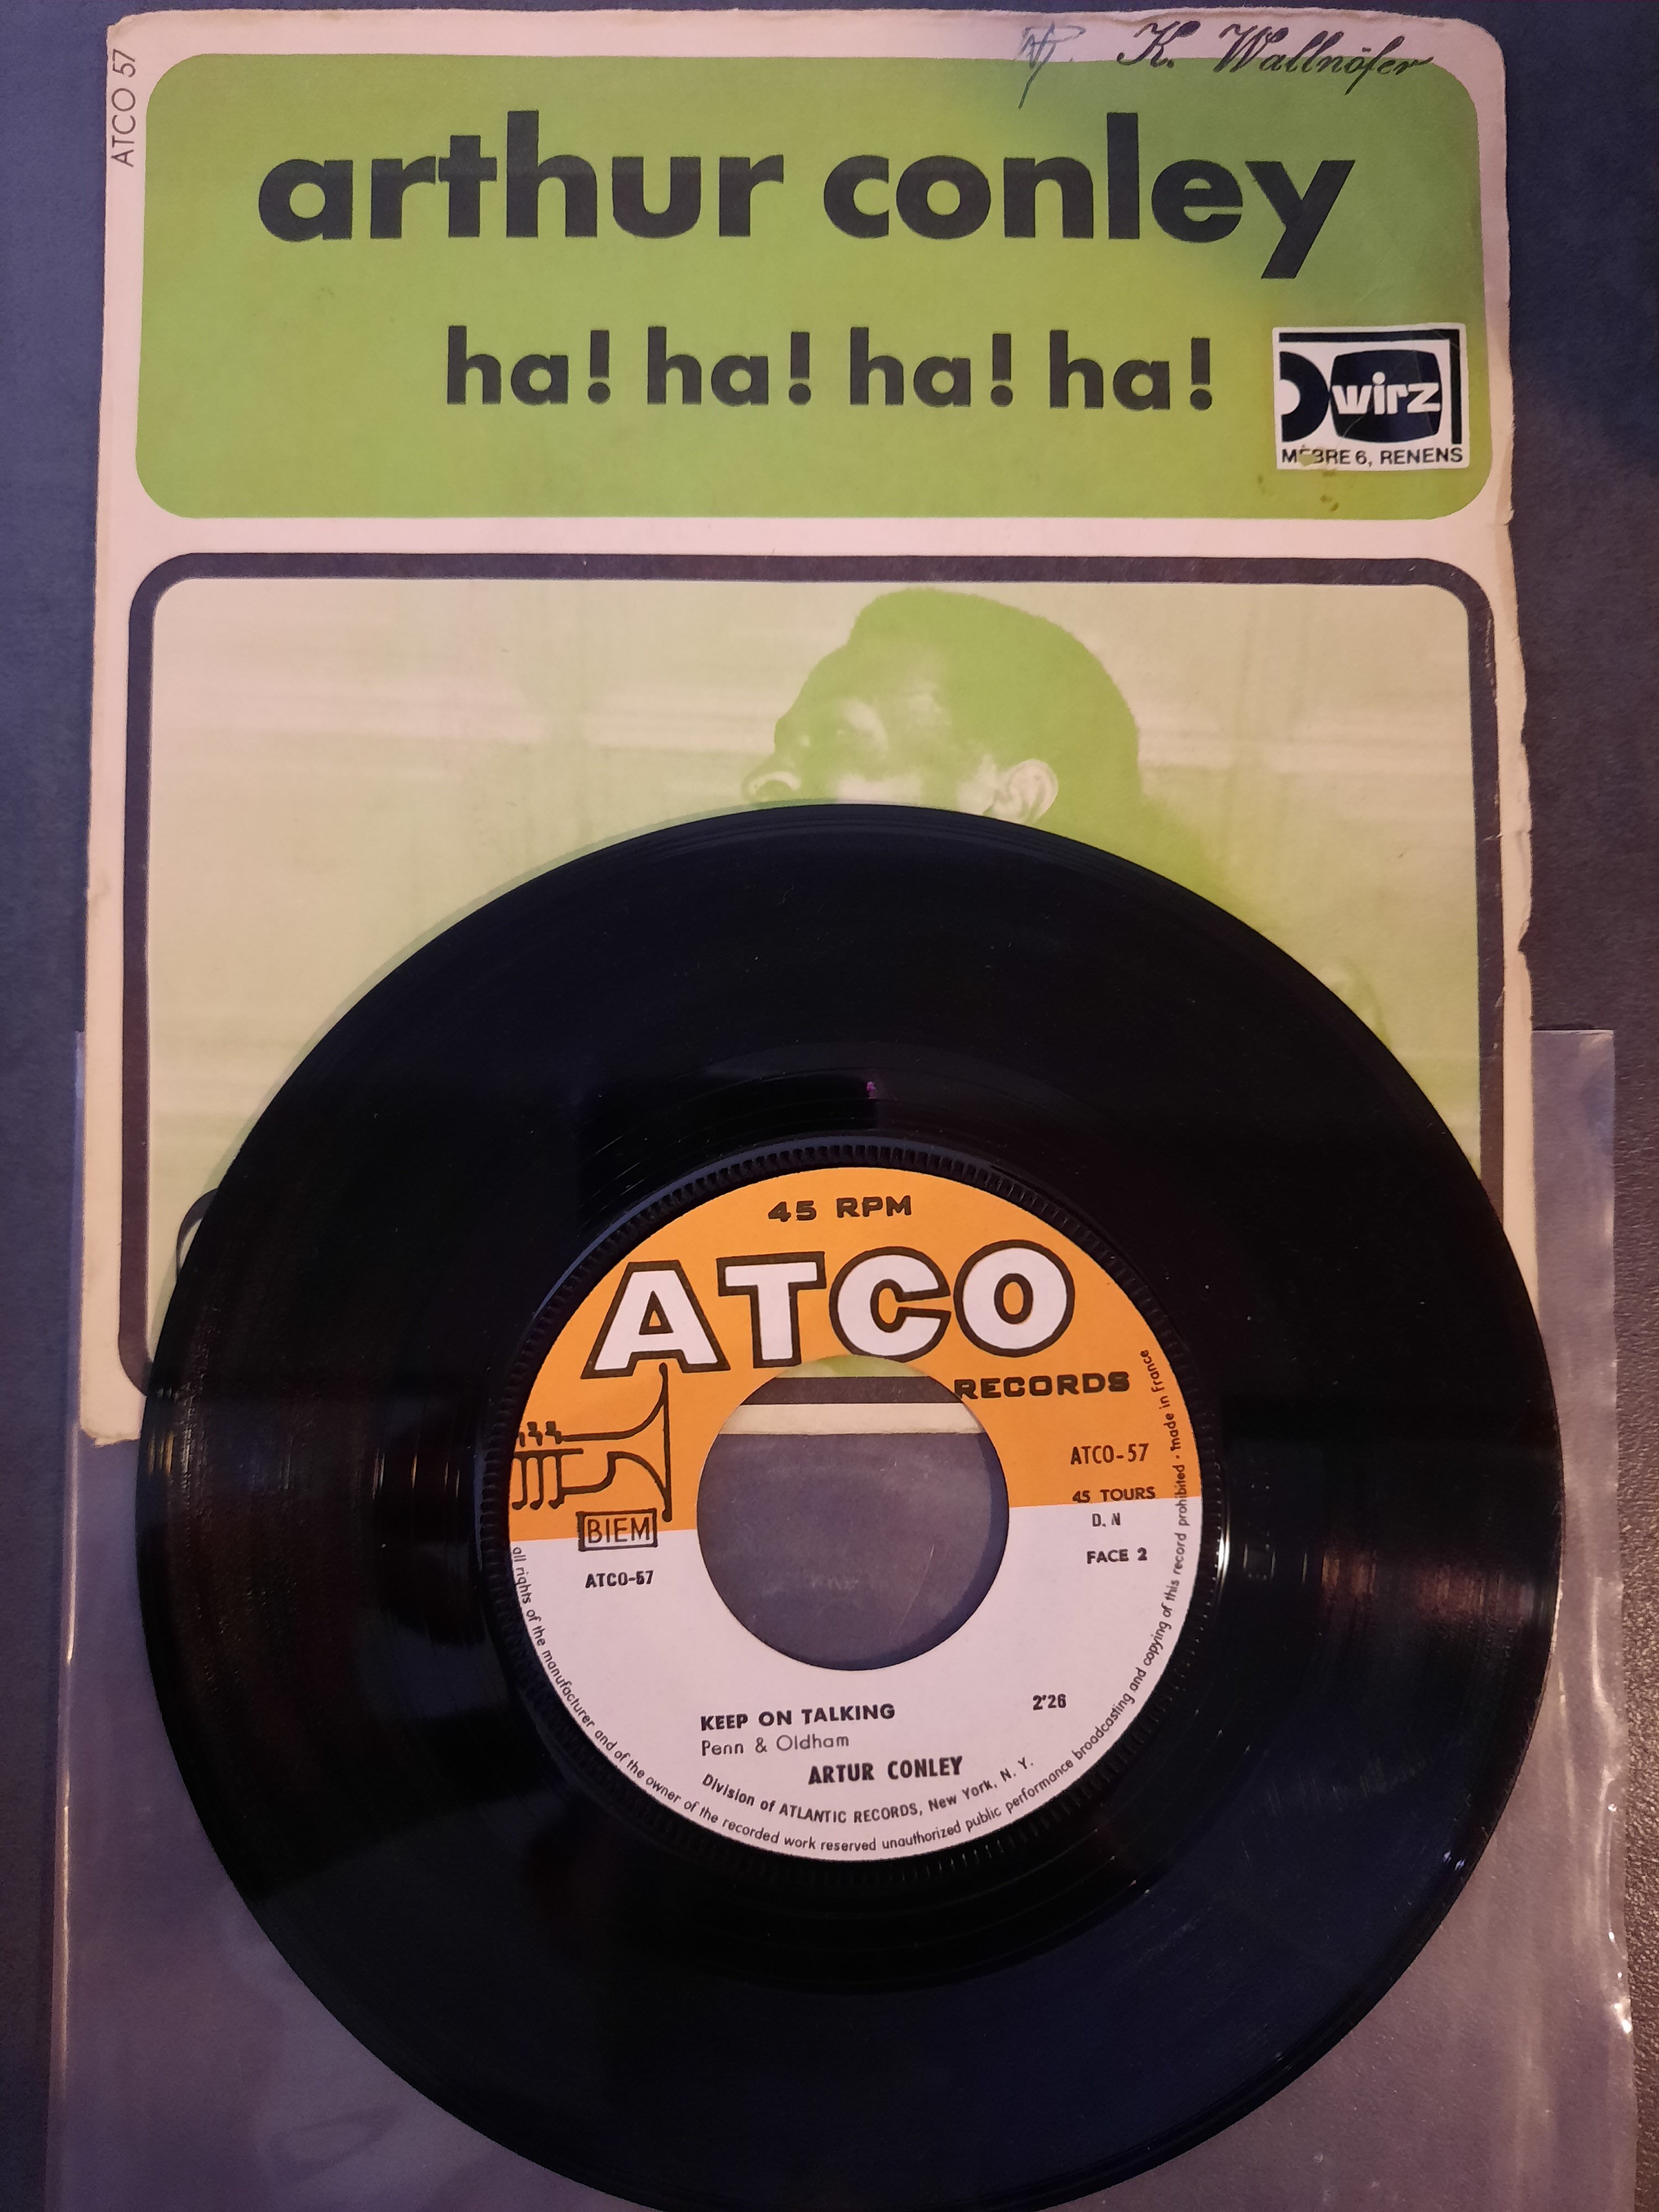 K. Wallnöfer
ATCO 57
arthur conley
ha! ha! ha! ha!
wirz
MÈBRE 6, RENENS
45 RPM
ATCO
RECORDS
ATCO-57
45 TOURS
D. N
FACE 2
BIEM
ATCO-57
KEEP ON TALKING 2'26
Penn & Oldham
ARTUR CONLEY
Division of ATLANTIC RECORDS, New York, N. Y.
all rights of the manufacturer and of the owner of the recorded work reserved unauthorized public performance broadcasting and copying of this record prohibited · made in France